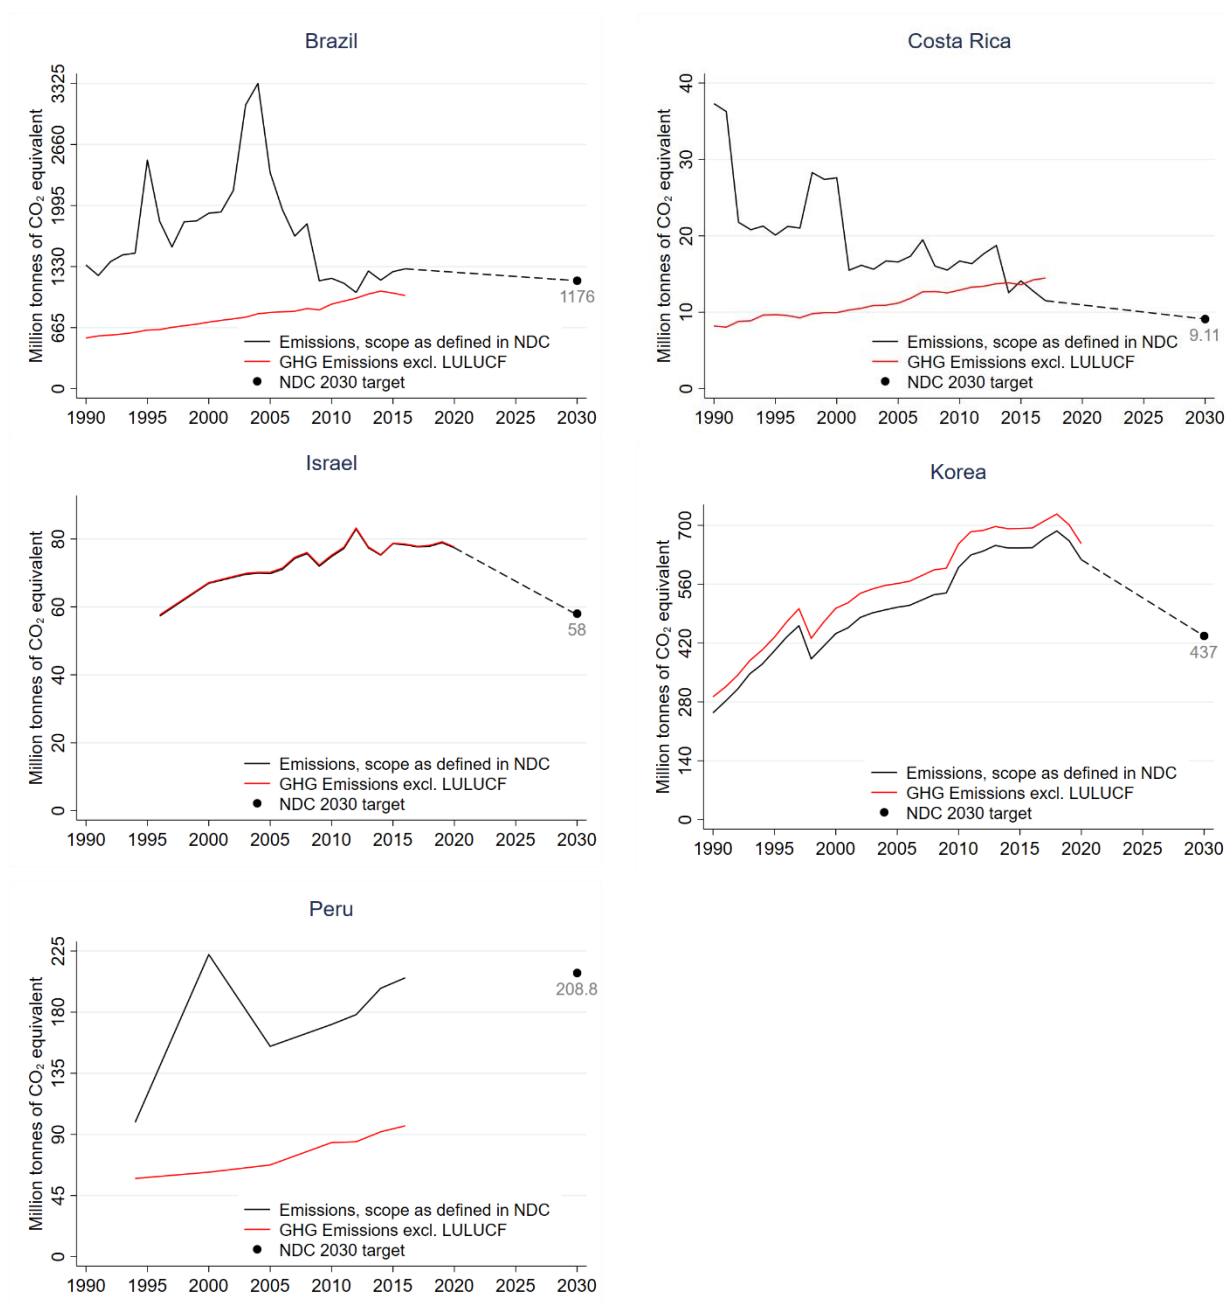 Brazil
Million tonnes of CO₂ equivalent
3325
2660
1995
1330
665
0
1176
Emissions, scope as defined in NDC
GHG Emissions excl. LULUCF
NDC 2030 target
1990 1995 2000 2005 2010 2015 2020 2025 2030
Costa Rica
Million tonnes of CO₂ equivalent
40
30
20
10
0
9.11
Emissions, scope as defined in NDC
GHG Emissions excl. LULUCF
NDC 2030 target
1990 1995 2000 2005 2010 2015 2020 2025 2030
Israel
Million tonnes of CO₂ equivalent
80
60
40
20
0
58
Emissions, scope as defined in NDC
GHG Emissions excl. LULUCF
NDC 2030 target
1990 1995 2000 2005 2010 2015 2020 2025 2030
Korea
Million tonnes of CO₂ equivalent
700
560
420
280
140
0
437
Emissions, scope as defined in NDC
GHG Emissions excl. LULUCF
NDC 2030 target
1990 1995 2000 2005 2010 2015 2020 2025 2030
Peru
Million tonnes of CO₂ equivalent
225
180
135
90
45
0
208.8
Emissions, scope as defined in NDC
GHG Emissions excl. LULUCF
NDC 2030 target
1990 1995 2000 2005 2010 2015 2020 2025 2030